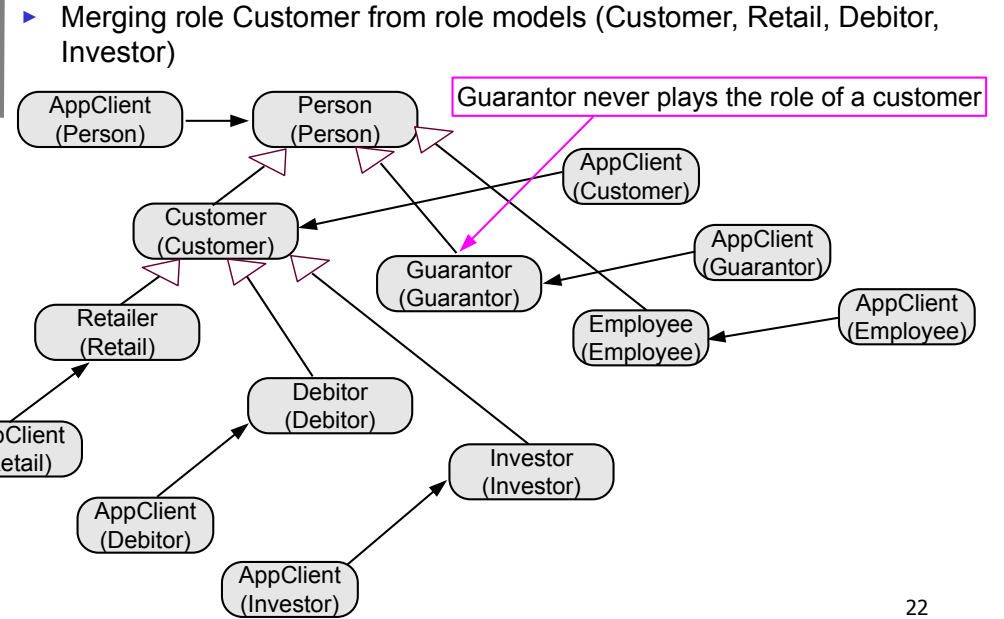 ► Merging role Customer from role models (Customer, Retail, Debitor,
Investor)
AppClient
(Person)
Person
(Person)
Guarantor never plays the role of a customer
AppClient
(Customer)
Customer
(Customer)
AppClient
(Guarantor)
Guarantor
(Guarantor)
AppClient
(Employee)
Retailer
(Retail)
Employee
(Employee)
Debitor
(Debitor)
pClient
etail)
Investor
(Investor)
AppClient
(Debitor)
AppClient
(Investor)
22